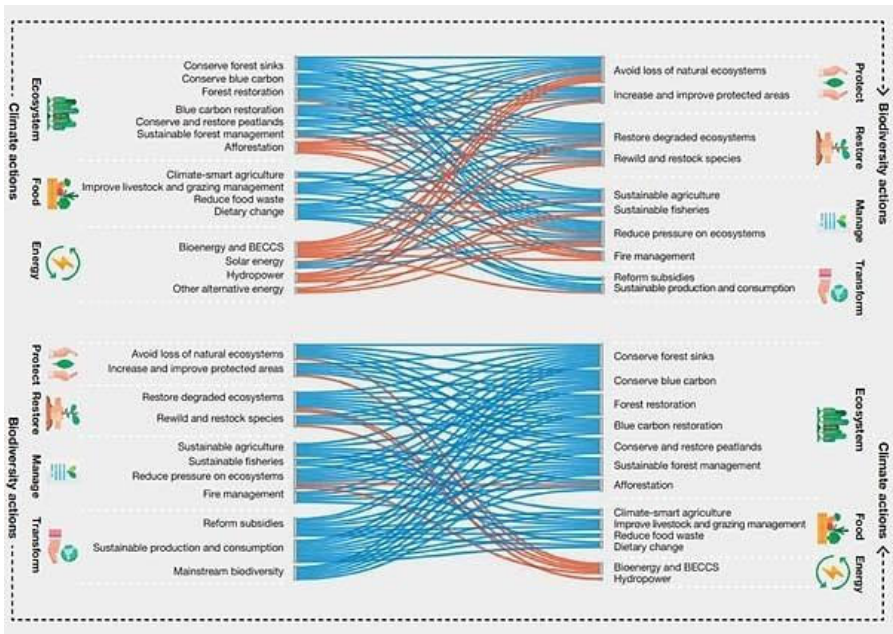 Climate actions
Ecosystem
Conserve forest sinks
Conserve blue carbon
Forest restoration
Blue carbon restoration
Conserve and restore peatlands
Sustainable forest management
Afforestation
Food
Climate-smart agriculture
Improve livestock and grazing management
Reduce food waste
Dietary change
Energy
Bioenergy and BECCS
Solar energy
Hydropower
Other alternative energy
Avoid loss of natural ecosystems
Increase and improve protected areas
Protect
Restore degraded ecosystems
Rewild and restock species
Restore
Sustainable agriculture
Sustainable fisheries
Reduce pressure on ecosystems
Fire management
Manage
Reform subsidies
Sustainable production and consumption
Transform
Biodiversity actions
Biodiversity actions
Protect
Avoid loss of natural ecosystems
Increase and improve protected areas
Restore
Restore degraded ecosystems
Rewild and restock species
Manage
Sustainable agriculture
Sustainable fisheries
Reduce pressure on ecosystems
Fire management
Transform
Reform subsidies
Sustainable production and consumption
Mainstream biodiversity
Conserve forest sinks
Conserve blue carbon
Forest restoration
Blue carbon restoration
Conserve and restore peatlands
Sustainable forest management
Afforestation
Ecosystem
Climate-smart agriculture
Improve livestock and grazing management
Reduce food waste
Dietary change
Food
Bioenergy and BECCS
Hydropower
Energy
Climate actions